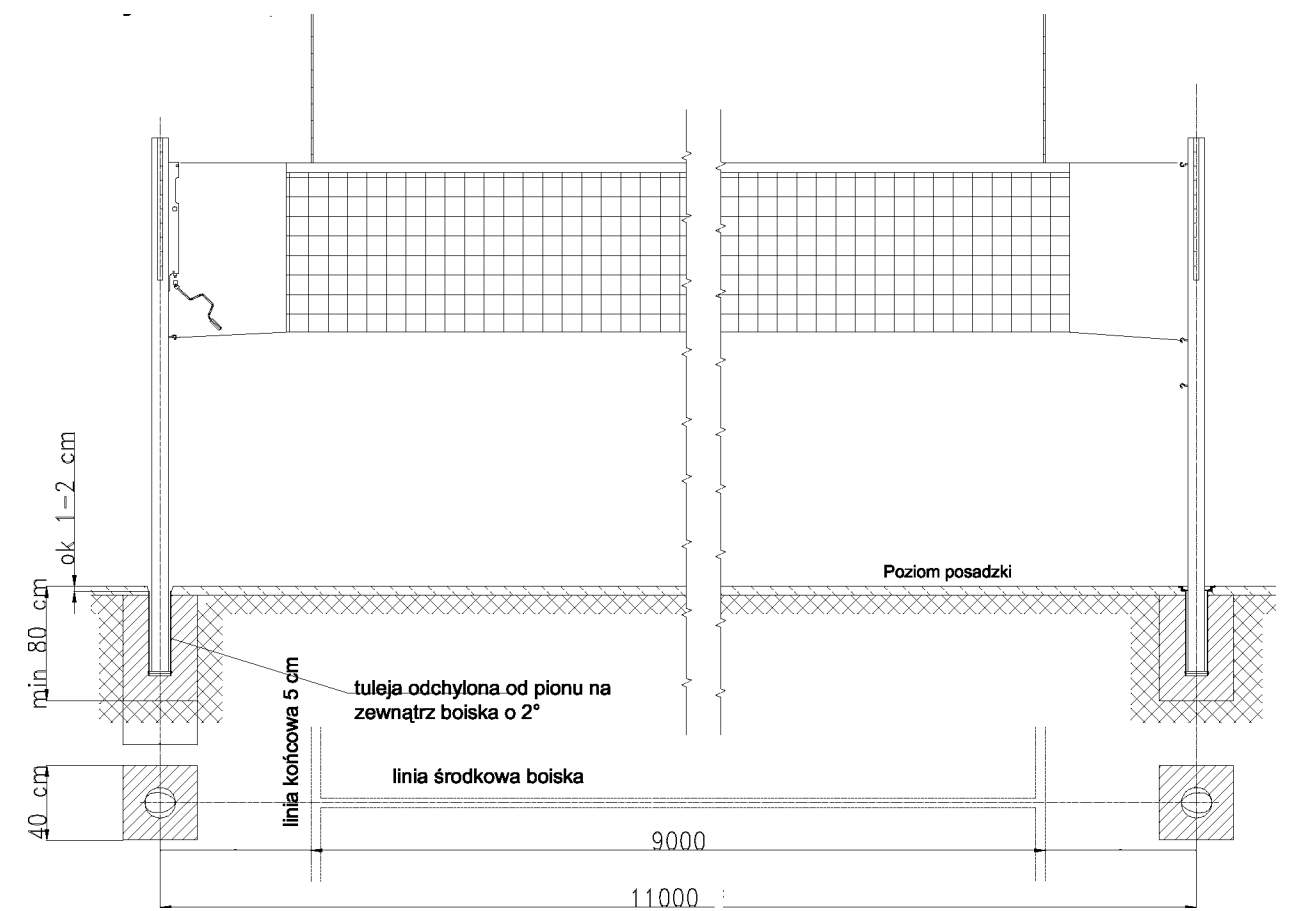 ok 1-2 cm
Poziom posadzki
min 80 cm
tuleja odchylona od pionu na
zewnątrz boiska o 2°
linia końcowa 5 cm
linia środkowa boiska
40 cm
9000
11000